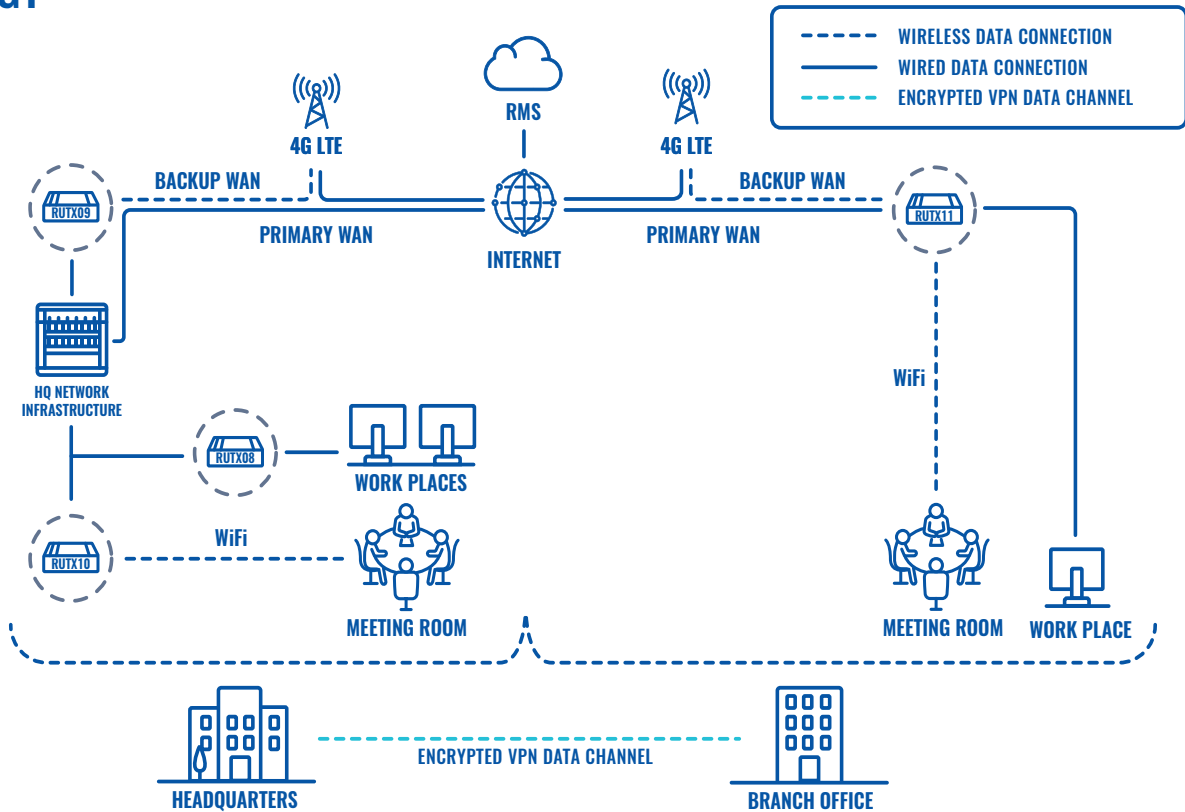 WIRELESS DATA CONNECTION
WIRED DATA CONNECTION
ENCRYPTED VPN DATA CHANNEL
RMS
4G LTE
4G LTE
BACKUP WAN
BACKUP WAN
RUTX09
RUTX11
PRIMARY WAN
PRIMARY WAN
INTERNET
WiFi
HQ NETWORK
INFRASTRUCTURE
RUTX08
WORK PLACES
WiFi
RUTX10
MEETING ROOM
MEETING ROOM
WORK PLACE
ENCRYPTED VPN DATA CHANNEL
HEADQUARTERS
BRANCH OFFICE